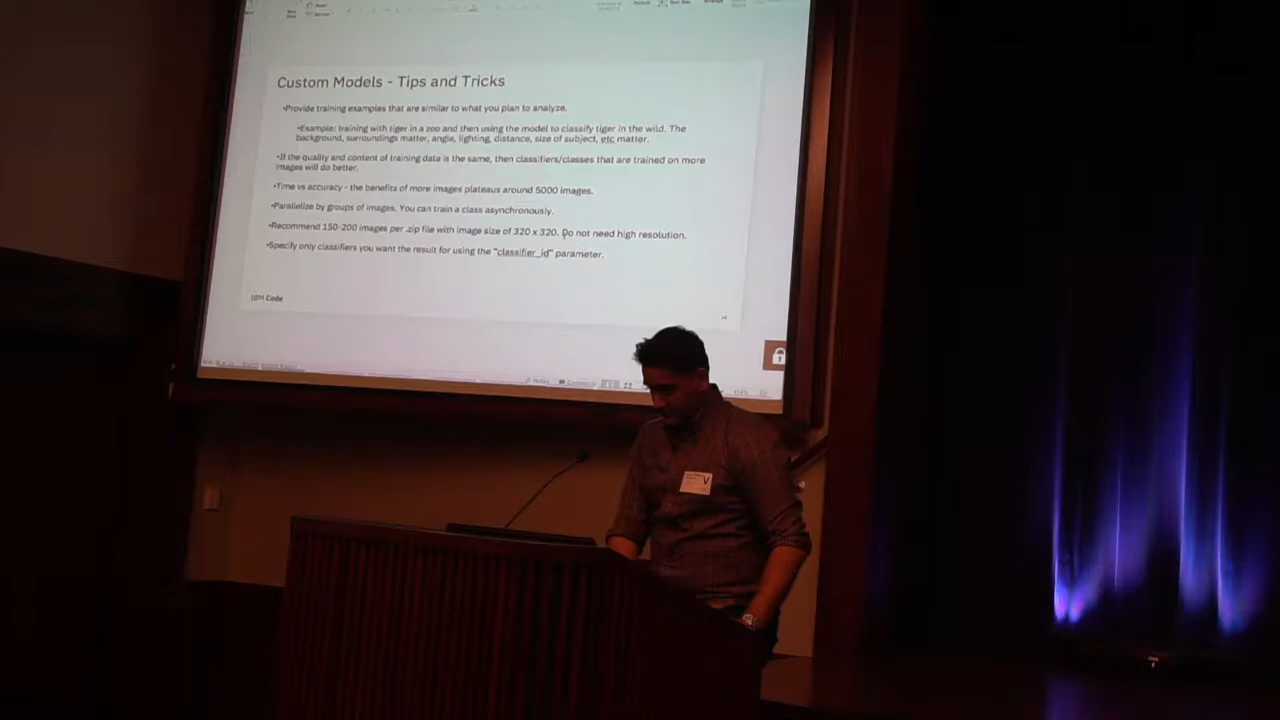 Custom Models - Tips and Tricks
•Provide training examples that are similar to what you plan to analyze.
•Example: training with tiger in a zoo and then using the model to classify tiger in the wild. The
background, surroundings matter, angle, lighting, distance, size of subject, etc matter.
•If the quality and content of training data is the same, then classifiers/classes that are trained on more
images will do better.
•Time vs accuracy - the benefits of more images plateaus around 5000 images.
•Parallelize by groups of images. You can train a class asynchronously.
•Recommend 150-200 images per .zip file with image size of 320 x 320. Do not need high resolution.
•Specify only classifiers you want the result for using the "classifier_id" parameter.
IBM Code
14
Notes
V